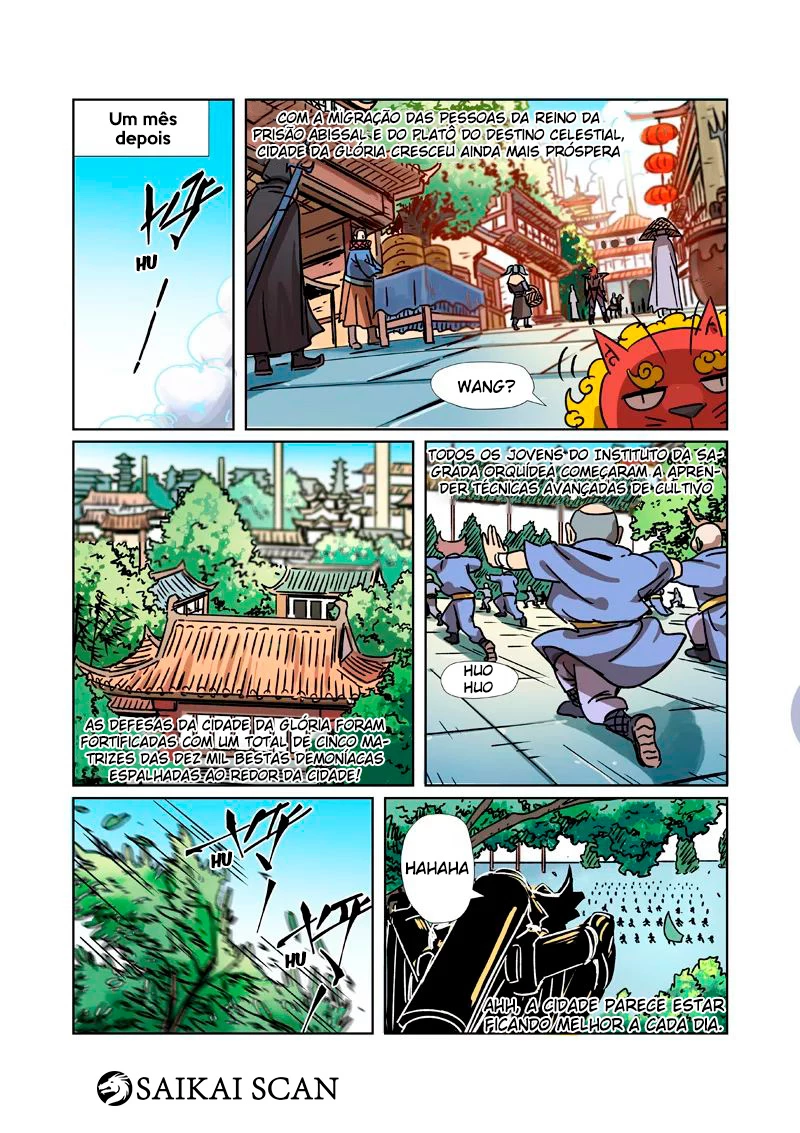 Um mês
depois
呼
HU
COM A MIGRAÇÃO DAS PESSOAS DA REINO DA
PRISÃO ABISSAL E DO PLATÔ DO DESTINO CELESTIAL,
CIDADE DA GLÓRIA CRESCEU AINDA MAIS PRÓSPERA
WANG?
AS DEFESAS DA CIDADE DA GLÓRIA FORAM
FORTIFICADAS COM UM TOTAL DE CINCO MA-
TRIZES DAS DEZ MIL BESTAS DEMONÍACAS
ESPALHADAS AO REDOR DA CIDADE!
TODOS OS JOVENS DO INSTITUTO DA SA-
GRADA ORQUÍDEA COMEÇARAM A APREN-
DER TÉCNICAS AVANÇADAS DE CULTIVO
HUO
HUO
呼
HU
呼
HU
HAHAHA
AHH, A CIDADE PARECE ESTAR
FICANDO MELHOR A CADA DIA.
SAIKAI SCAN